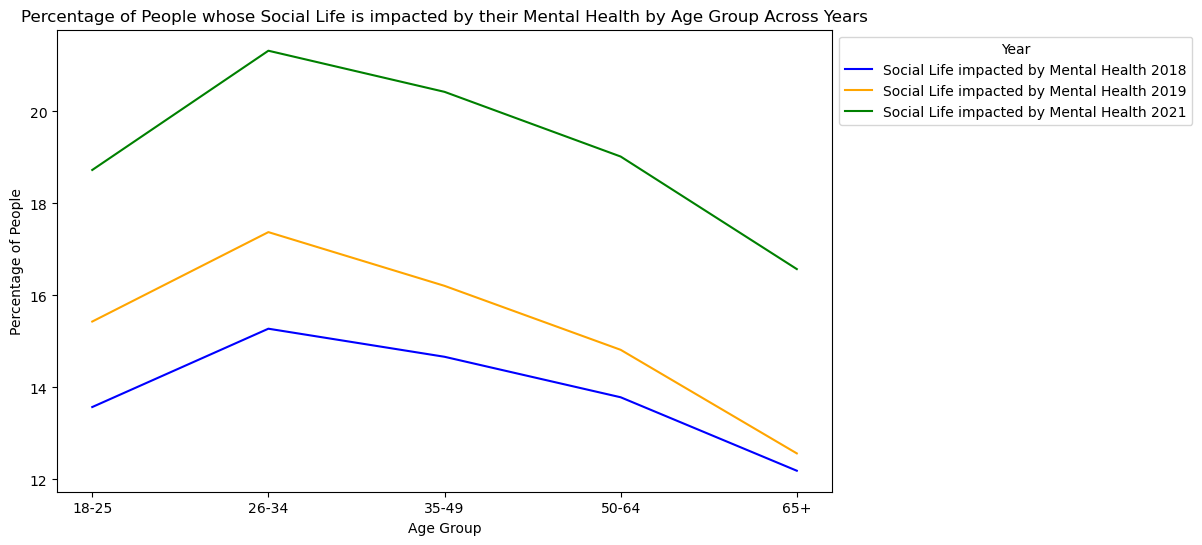 Percentage of People whose Social Life is impacted by their Mental Health by Age Group Across Years
Year
Social Life impacted by Mental Health 2018
Social Life impacted by Mental Health 2019
Social Life impacted by Mental Health 2021
Percentage of People
20
18
16
14
12
18-25
26-34
35-49
50-64
65+
Age Group